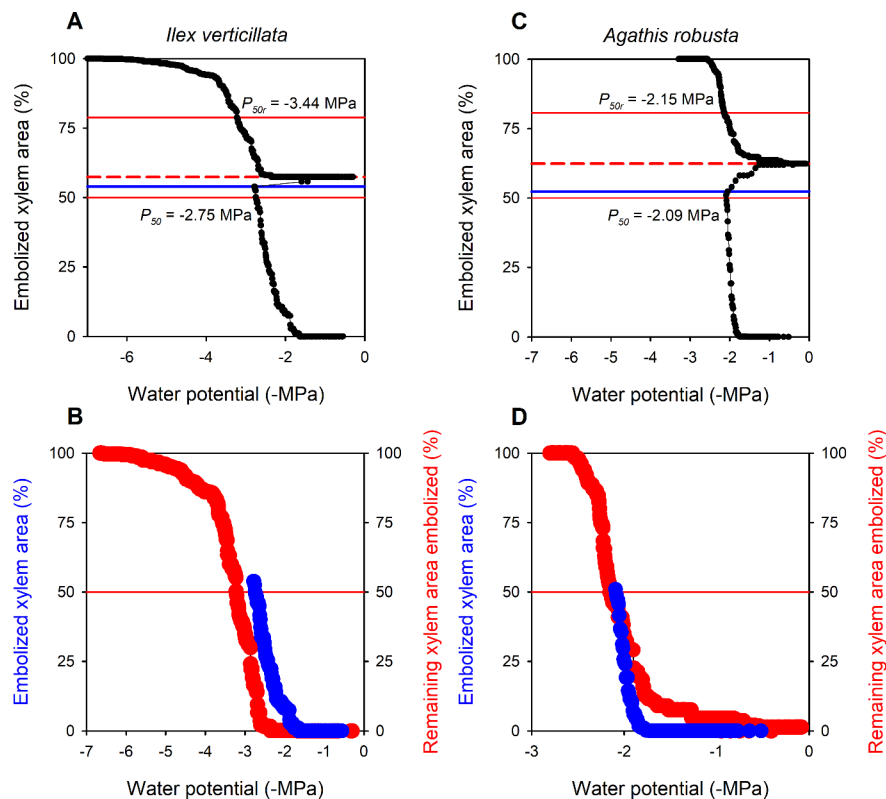 A
Ilex verticillata
100
75
50
25
0
Embolized xylem area (%)
P50r = -3.44 MPa
P50 = -2.75 MPa
-6 -4 -2 0
Water potential (-MPa)
C
Agathis robusta
100
75
50
25
0
Embolized xylem area (%)
P50r = -2.15 MPa
P50 = -2.09 MPa
-7 -6 -5 -4 -3 -2 -1 0
Water potential (-MPa)
B
100
75
50
25
0
Embolized xylem area (%)
100
75
50
25
0
Remaining xylem area embolized (%)
-7 -6 -5 -4 -3 -2 -1 0
Water potential (-MPa)
D
100
75
50
25
0
Embolized xylem area (%)
100
75
50
25
0
Remaining xylem area embolized (%)
-3 -2 -1 0
Water potential (-MPa)